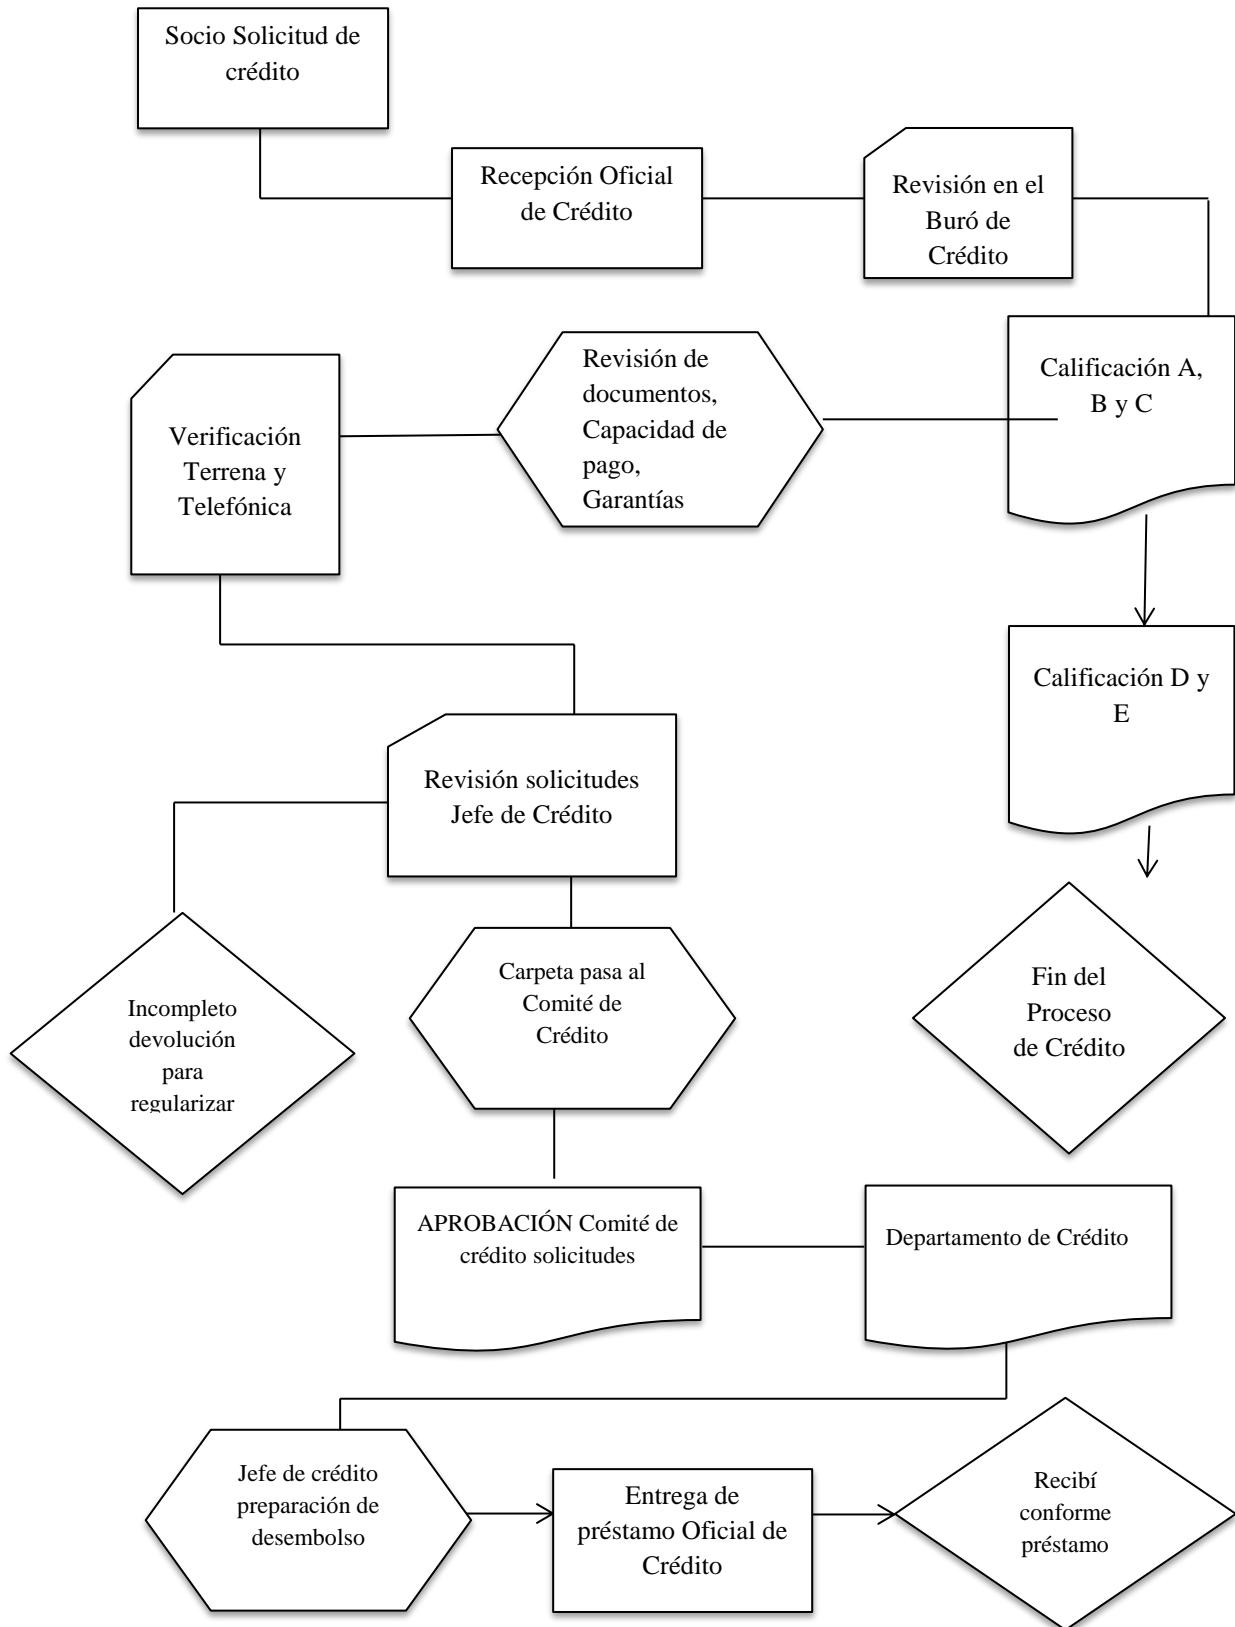 Socio Solicitud de
crédito
Recepción Oficial
de Crédito
Revisión en el
Buró de
Crédito
Calificación A,
B y C
Revisión de
documentos,
Capacidad de
pago,
Garantías
Verificación
Terrena y
Telefónica
Calificación D y
E
Revisión solicitudes
Jefe de Crédito
Incompleto
devolución
para
regularizar
Carpeta pasa al
Comité de
Crédito
Fin del
Proceso
de Crédito
APROBACIÓN Comité de
crédito solicitudes
Departamento de Crédito
Jefe de crédito
preparación de
desembolso
Entrega de
préstamo Oficial de
Crédito
Recibí
conforme
préstamo